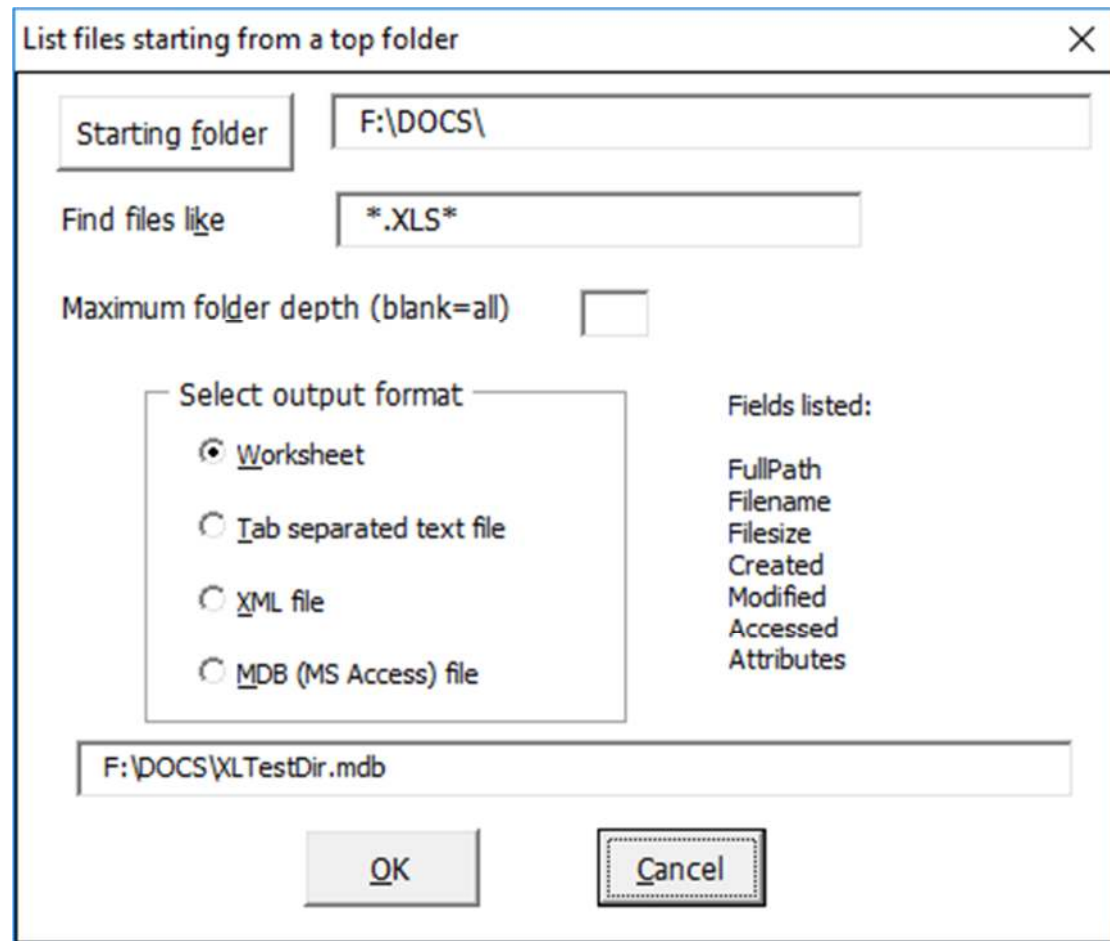 List files starting from a top folder
Starting folder
F:\DOCS\
Find files like
*.XLS*
Maximum folder depth (blank=all)
Select output format
Worksheet
Tab separated text file
XML file
MDB (MS Access) file
Fields listed:
FullPath
Filename
Filesize
Created
Modified
Accessed
Attributes
F:\DOCS\XLTestDir.mdb
OK
Cancel